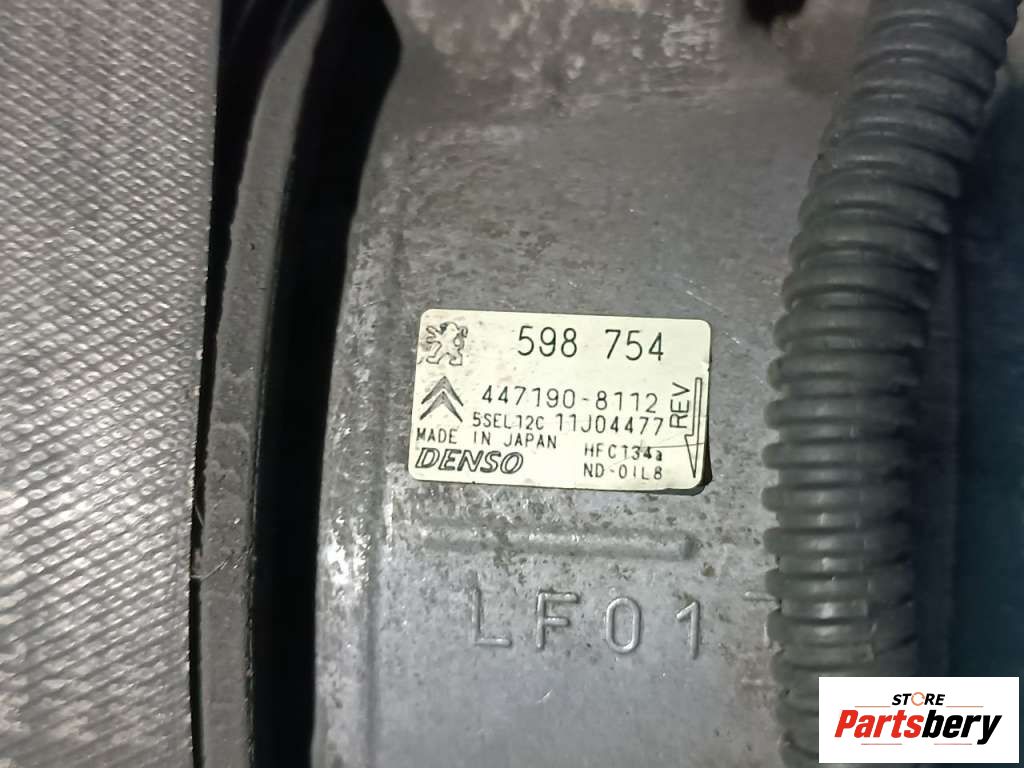 598 754
447190-8112
5SEL12C 11J04477
REV
MADE IN JAPAN
HFC134a
DENSO
ND-OIL8
LF01
STORE
Partsbery